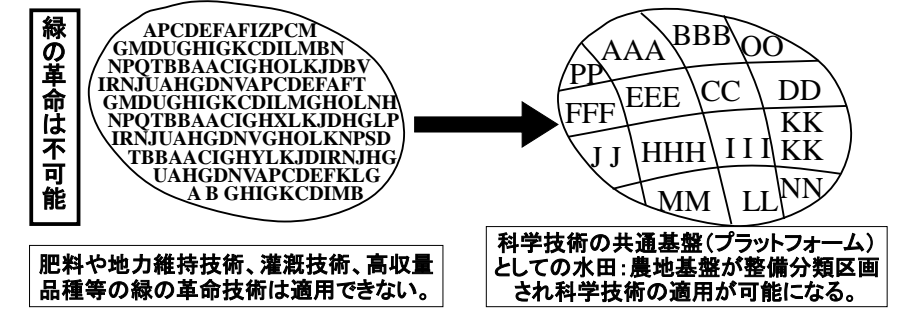 緑の革命は不可能
APCDEFAFIZPCM
GMDUGHIGKCDILMBN
NPQTBBAACIGHOLKJDBV
IRNJUAHGDNVAPCDEFAFT
GMDUGHIGKCDILMGHOLNH
NPQTBBAACIGHXLKJDHGLP
IRNJUAHGDNVGHOLKNPSD
TBBAACIGHYLKJDIRNJHG
UAHGDNVAPCDEFKLG
A B GHIGKCDIMB
肥料や地力維持技術、灌漑技術、高収量
品種等の緑の革命技術は適用できない。
PP AAA BBB OO
FFF EEE CC DD
JJ HHH III KK
KK
MM LL NN
科学技術の共通基盤(プラットフォーム)
としての水田:農地基盤が整備分類区画
され科学技術の適用が可能になる。